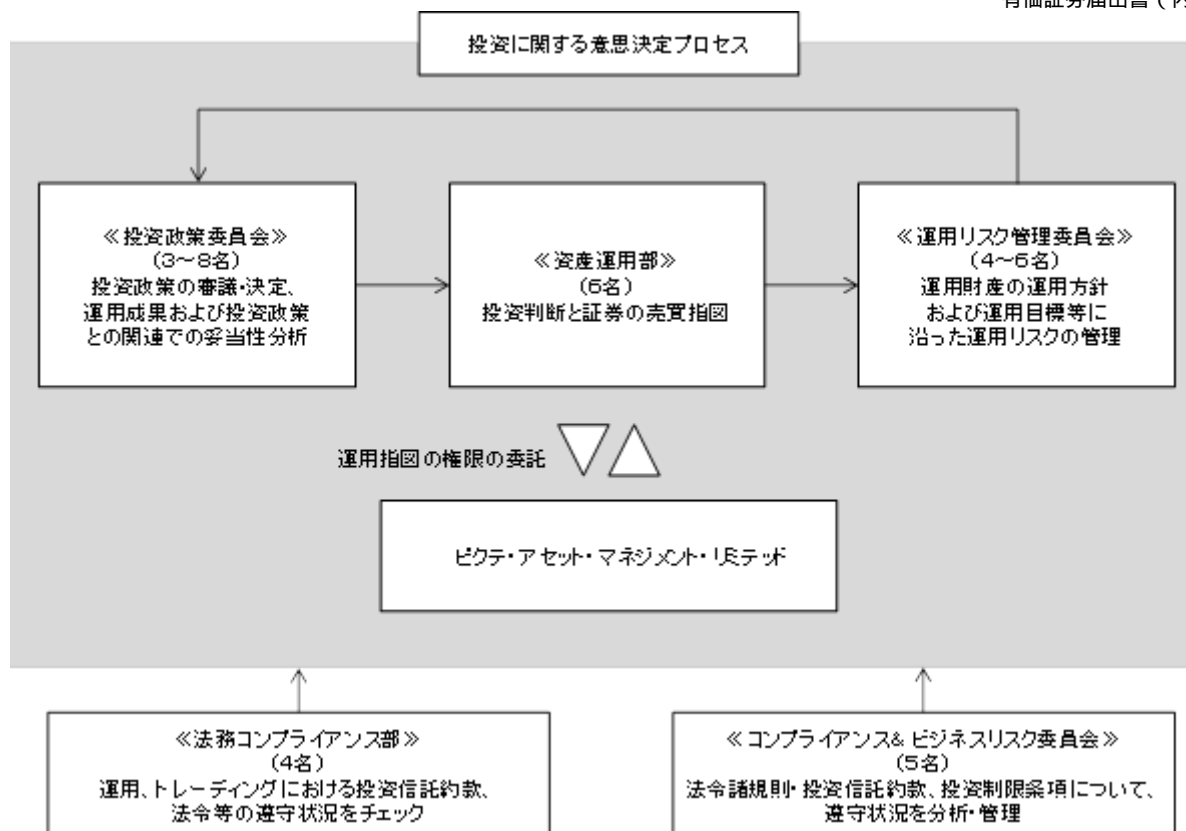 有価証券届出書(内
投資に関する意思決定プロセス
≪投資政策委員会≫
(3~8名)
投資政策の審議・決定、
運用成果および投資政策
との関連での妥当性分析
≪資産運用部≫
(6名)
投資判断と証券の売買指図
≪運用リスク管理委員会≫
(4~6名)
運用財産の運用方針
および運用目標等に
沿った運用リスクの管理
運用指図の権限の委託
ピクテ・アセット・マネジメント・リミテッド
≪法務コンプライアンス部≫
(4名)
運用、トレーディングにおける投資信託約款、
法令等の遵守状況をチェック
≪コンプライアンス& ビジネスリスク委員会≫
(5名)
法令諸規則・投資信託約款、投資制限条項について、
遵守状況を分析・管理